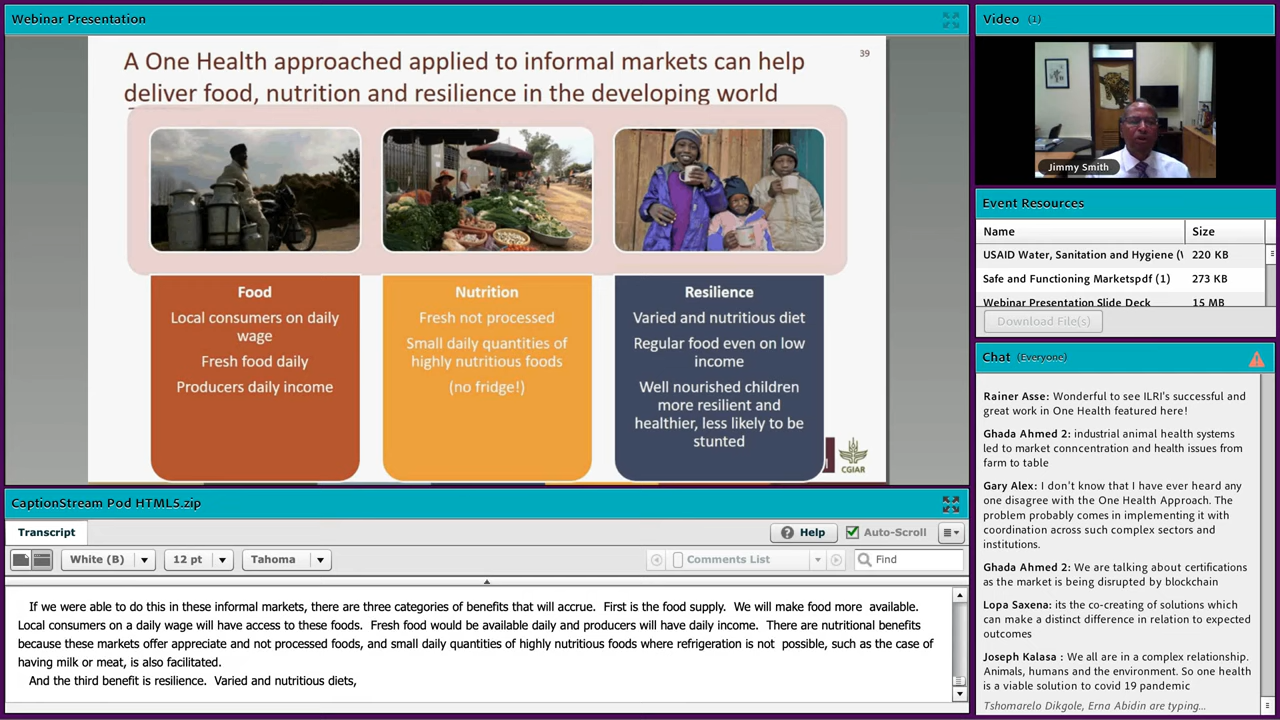 Webinar Presentation
A One Health approached applied to informal markets can help
deliver food, nutrition and resilience in the developing world
39
Food
Local consumers on daily
wage
Fresh food daily
Producers daily income
Nutrition
Fresh not processed
Small daily quantities of
highly nutritious foods
(no fridge!)
Resilience
Varied and nutritious diet
Regular food even on low
income
Well nourished children
more resilient and
healthier, less likely to be
stunted
CGIAR
CaptionStream Pod HTML5.zip
Transcript
Help
Auto-Scroll
White (B)
12 pt
Tahoma
Comments List
Find
If we were able to do this in these informal markets, there are three categories of benefits that will accrue. First is the food supply. We will make food more available.
Local consumers on a daily wage will have access to these foods. Fresh food would be available daily and producers will have daily income. There are nutritional benefits
because these markets offer appreciate and not processed foods, and small daily quantities of highly nutritious foods where refrigeration is not possible, such as the case of
having milk or meat, is also facilitated.
And the third benefit is resilience. Varied and nutritious diets,
Video (1)
Jimmy Smith
Event Resources
Name Size
USAID Water, Sanitation and Hygiene ( 220 KB
Safe and Functioning Marketspdf (1) 273 KB
Webinar Presentation Slide Deck 15 MB
Download File(s)
Chat (Everyone)
Rainer Asse: Wonderful to see ILRI's successful and
great work in One Health featured here!
Ghada Ahmed 2: industrial animal health systems
led to market conncentration and health issues from
farm to table
Gary Alex: I don't know that I have ever heard any
one disagree with the One Health Approach. The
problem probably comes in implementing it with
coordination across such complex sectors and
institutions.
Ghada Ahmed 2: We are talking about certifications
as the market is being disrupted by blockchain
Lopa Saxena: its the co-creating of solutions which
can make a distinct difference in relation to expected
outcomes
Joseph Kalasa : We all are in a complex relationship.
Animals, humans and the environment. So one health
is a viable solution to covid 19 pandemic
Tshomarelo Dikgole, Erna Abidin are typing...